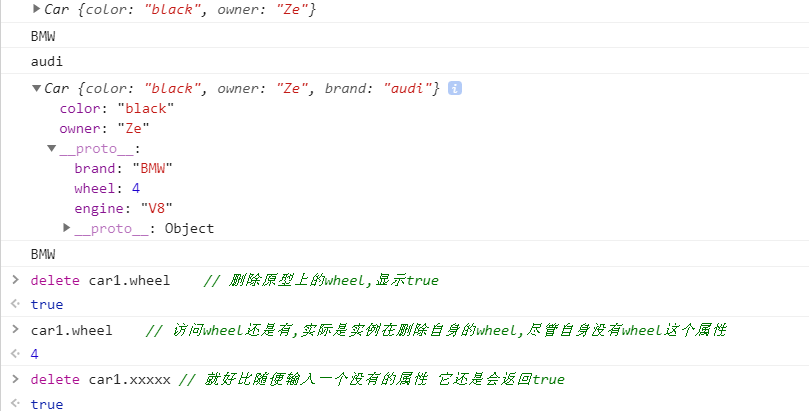 Car {color: "black", owner: "Ze"}
BMW
audi
Car {color: "black", owner: "Ze", brand: "audi"} i
color: "black"
owner: "Ze"
__proto__:
brand: "BMW"
wheel: 4
engine: "V8"
__proto__: Object
BMW
> delete car1.wheel // 删除原型上的wheel,显示true
true
> car1.wheel // 访问wheel还是有,实际是实例在删除自身的wheel,尽管自身没有wheel这个属性
4
> delete car1.xxxxx // 就好比随便输入一个没有的属性 它还是会返回true
true